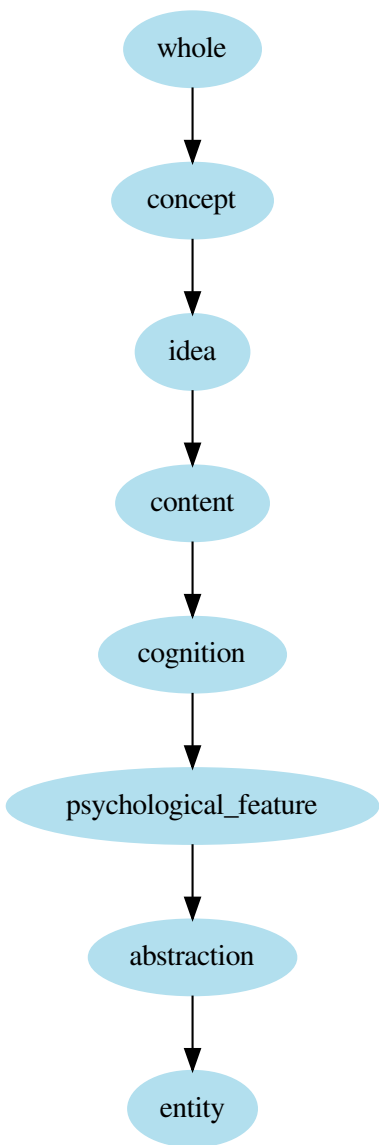 whole
concept
idea
content
cognition
psychological_feature
abstraction
entity